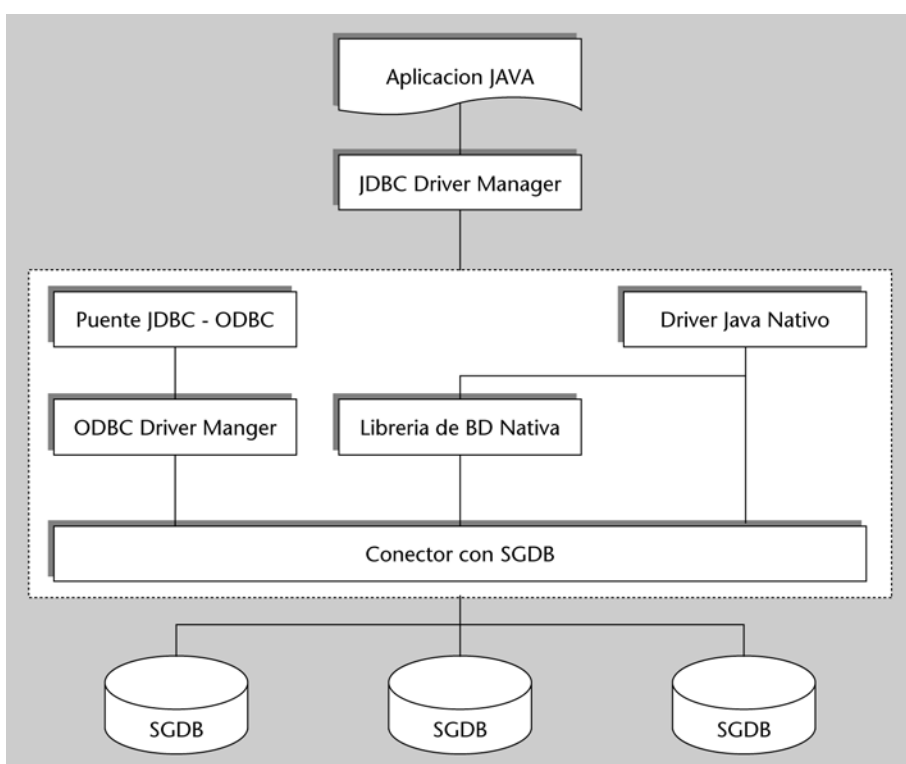 Aplicacion JAVA
JDBC Driver Manager
Puente JDBC - ODBC
Driver Java Nativo
ODBC Driver Manger
Libreria de BD Nativa
Conector con SGDB
SGDB
SGDB
SGDB